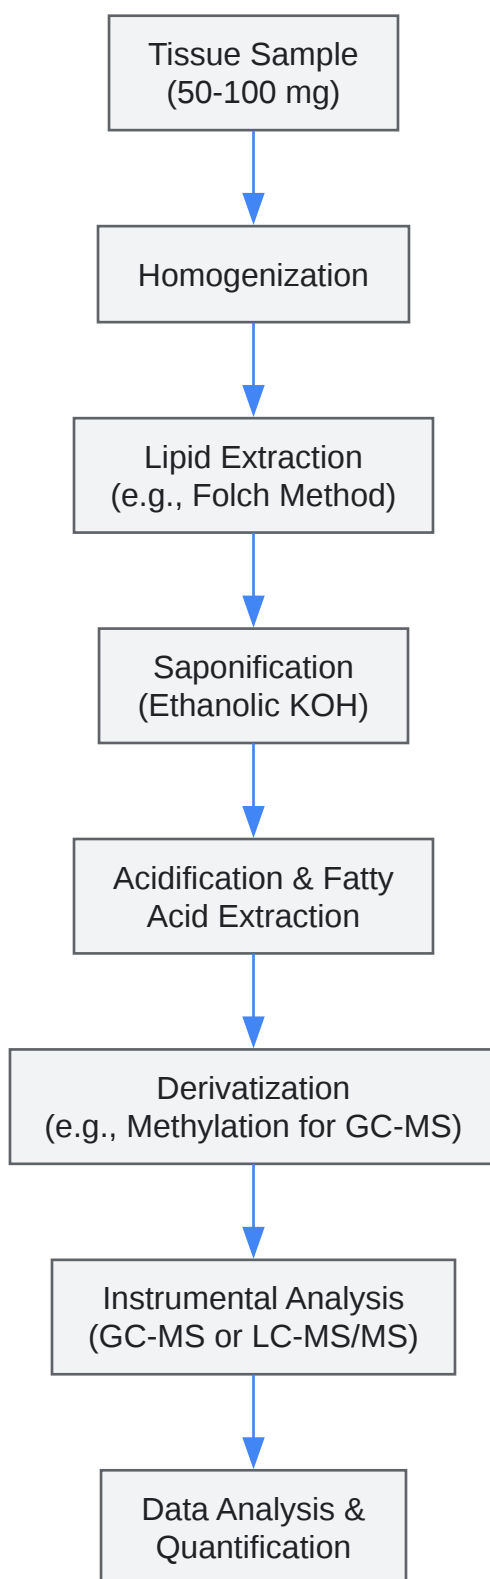 Tissue Sample
(50-100 mg)
Homogenization
Lipid Extraction
(e.g., Folch Method)
Saponification
(Ethanolic KOH)
Acidification & Fatty
Acid Extraction
Derivatization
(e.g., Methylation for GC-MS)
Instrumental Analysis
(GC-MS or LC-MS/MS)
Data Analysis &
Quantification